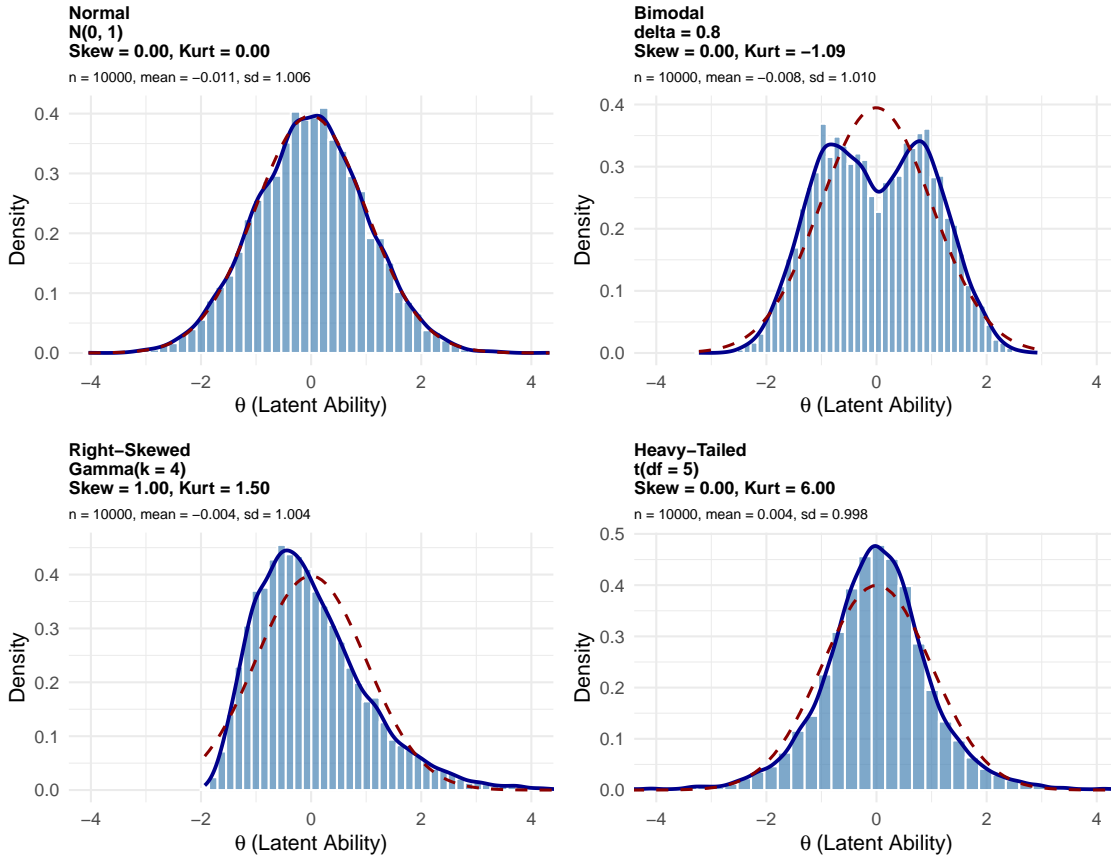 Normal
N(0, 1)
Skew = 0.00, Kurt = 0.00
n = 10000, mean = −0.011, sd = 1.006
Density
0.4
0.3
0.2
0.1
0.0
−4 −2 0 2 4
θ (Latent Ability)
Bimodal
delta = 0.8
Skew = 0.00, Kurt = −1.09
n = 10000, mean = −0.008, sd = 1.010
Density
0.4
0.3
0.2
0.1
0.0
−4 −2 0 2 4
θ (Latent Ability)
Right−Skewed
Gamma(k = 4)
Skew = 1.00, Kurt = 1.50
n = 10000, mean = −0.004, sd = 1.004
Density
0.4
0.3
0.2
0.1
0.0
−4 −2 0 2 4
θ (Latent Ability)
Heavy−Tailed
t(df = 5)
Skew = 0.00, Kurt = 6.00
n = 10000, mean = 0.004, sd = 0.998
Density
0.5
0.4
0.3
0.2
0.1
0.0
−4 −2 0 2 4
θ (Latent Ability)